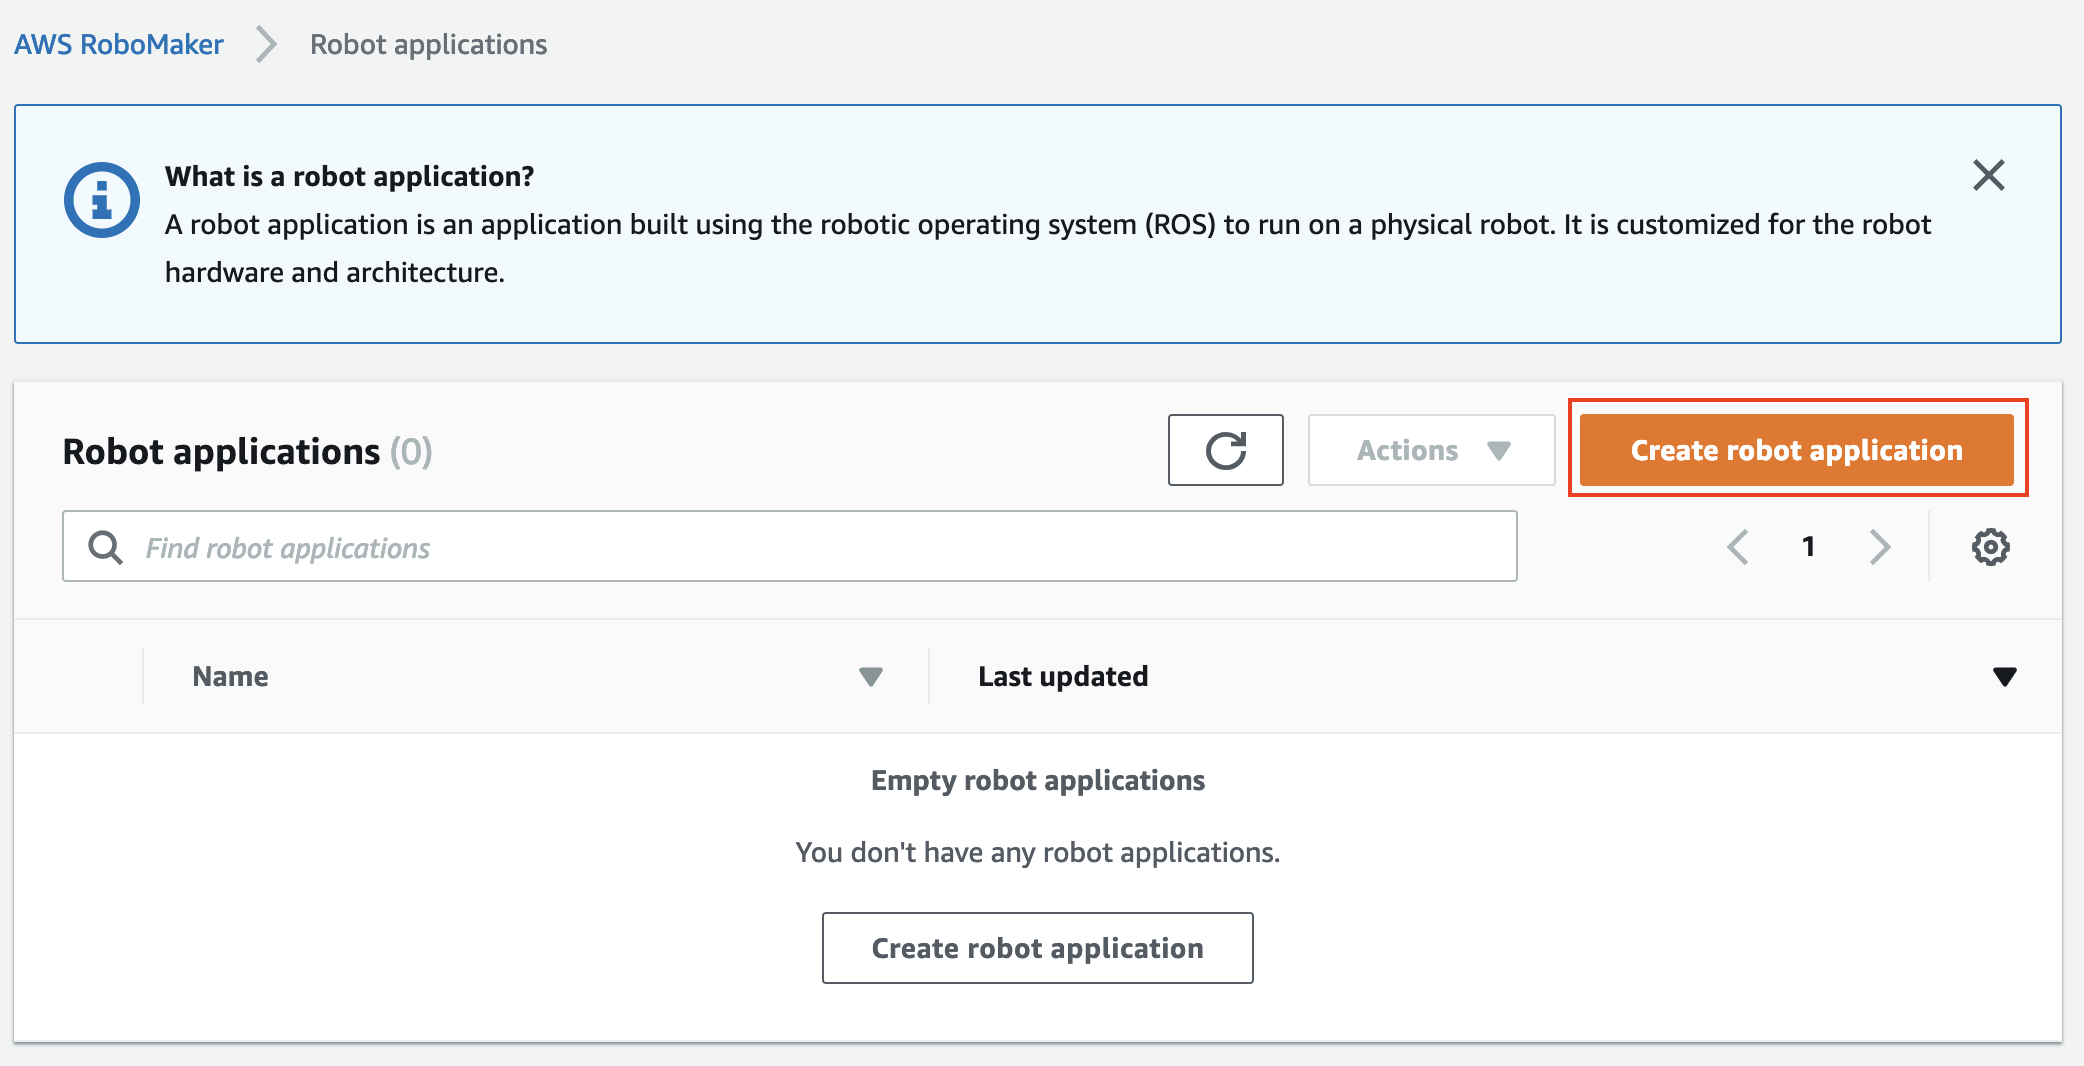 AWS RoboMaker
Robot applications
What is a robot application?
A robot application is an application built using the robotic operating system (ROS) to run on a physical robot. It is customized for the robot
hardware and architecture.
Robot applications (0)
Actions
Create robot application
Find robot applications
1
Name
Last updated
Empty robot applications
You don't have any robot applications.
Create robot application